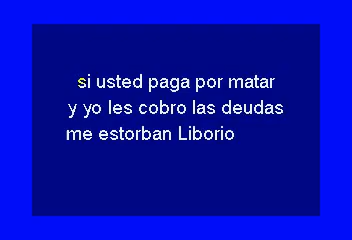 si usted paga por matar
y yo les cobro las deudas
me estorban Liborio